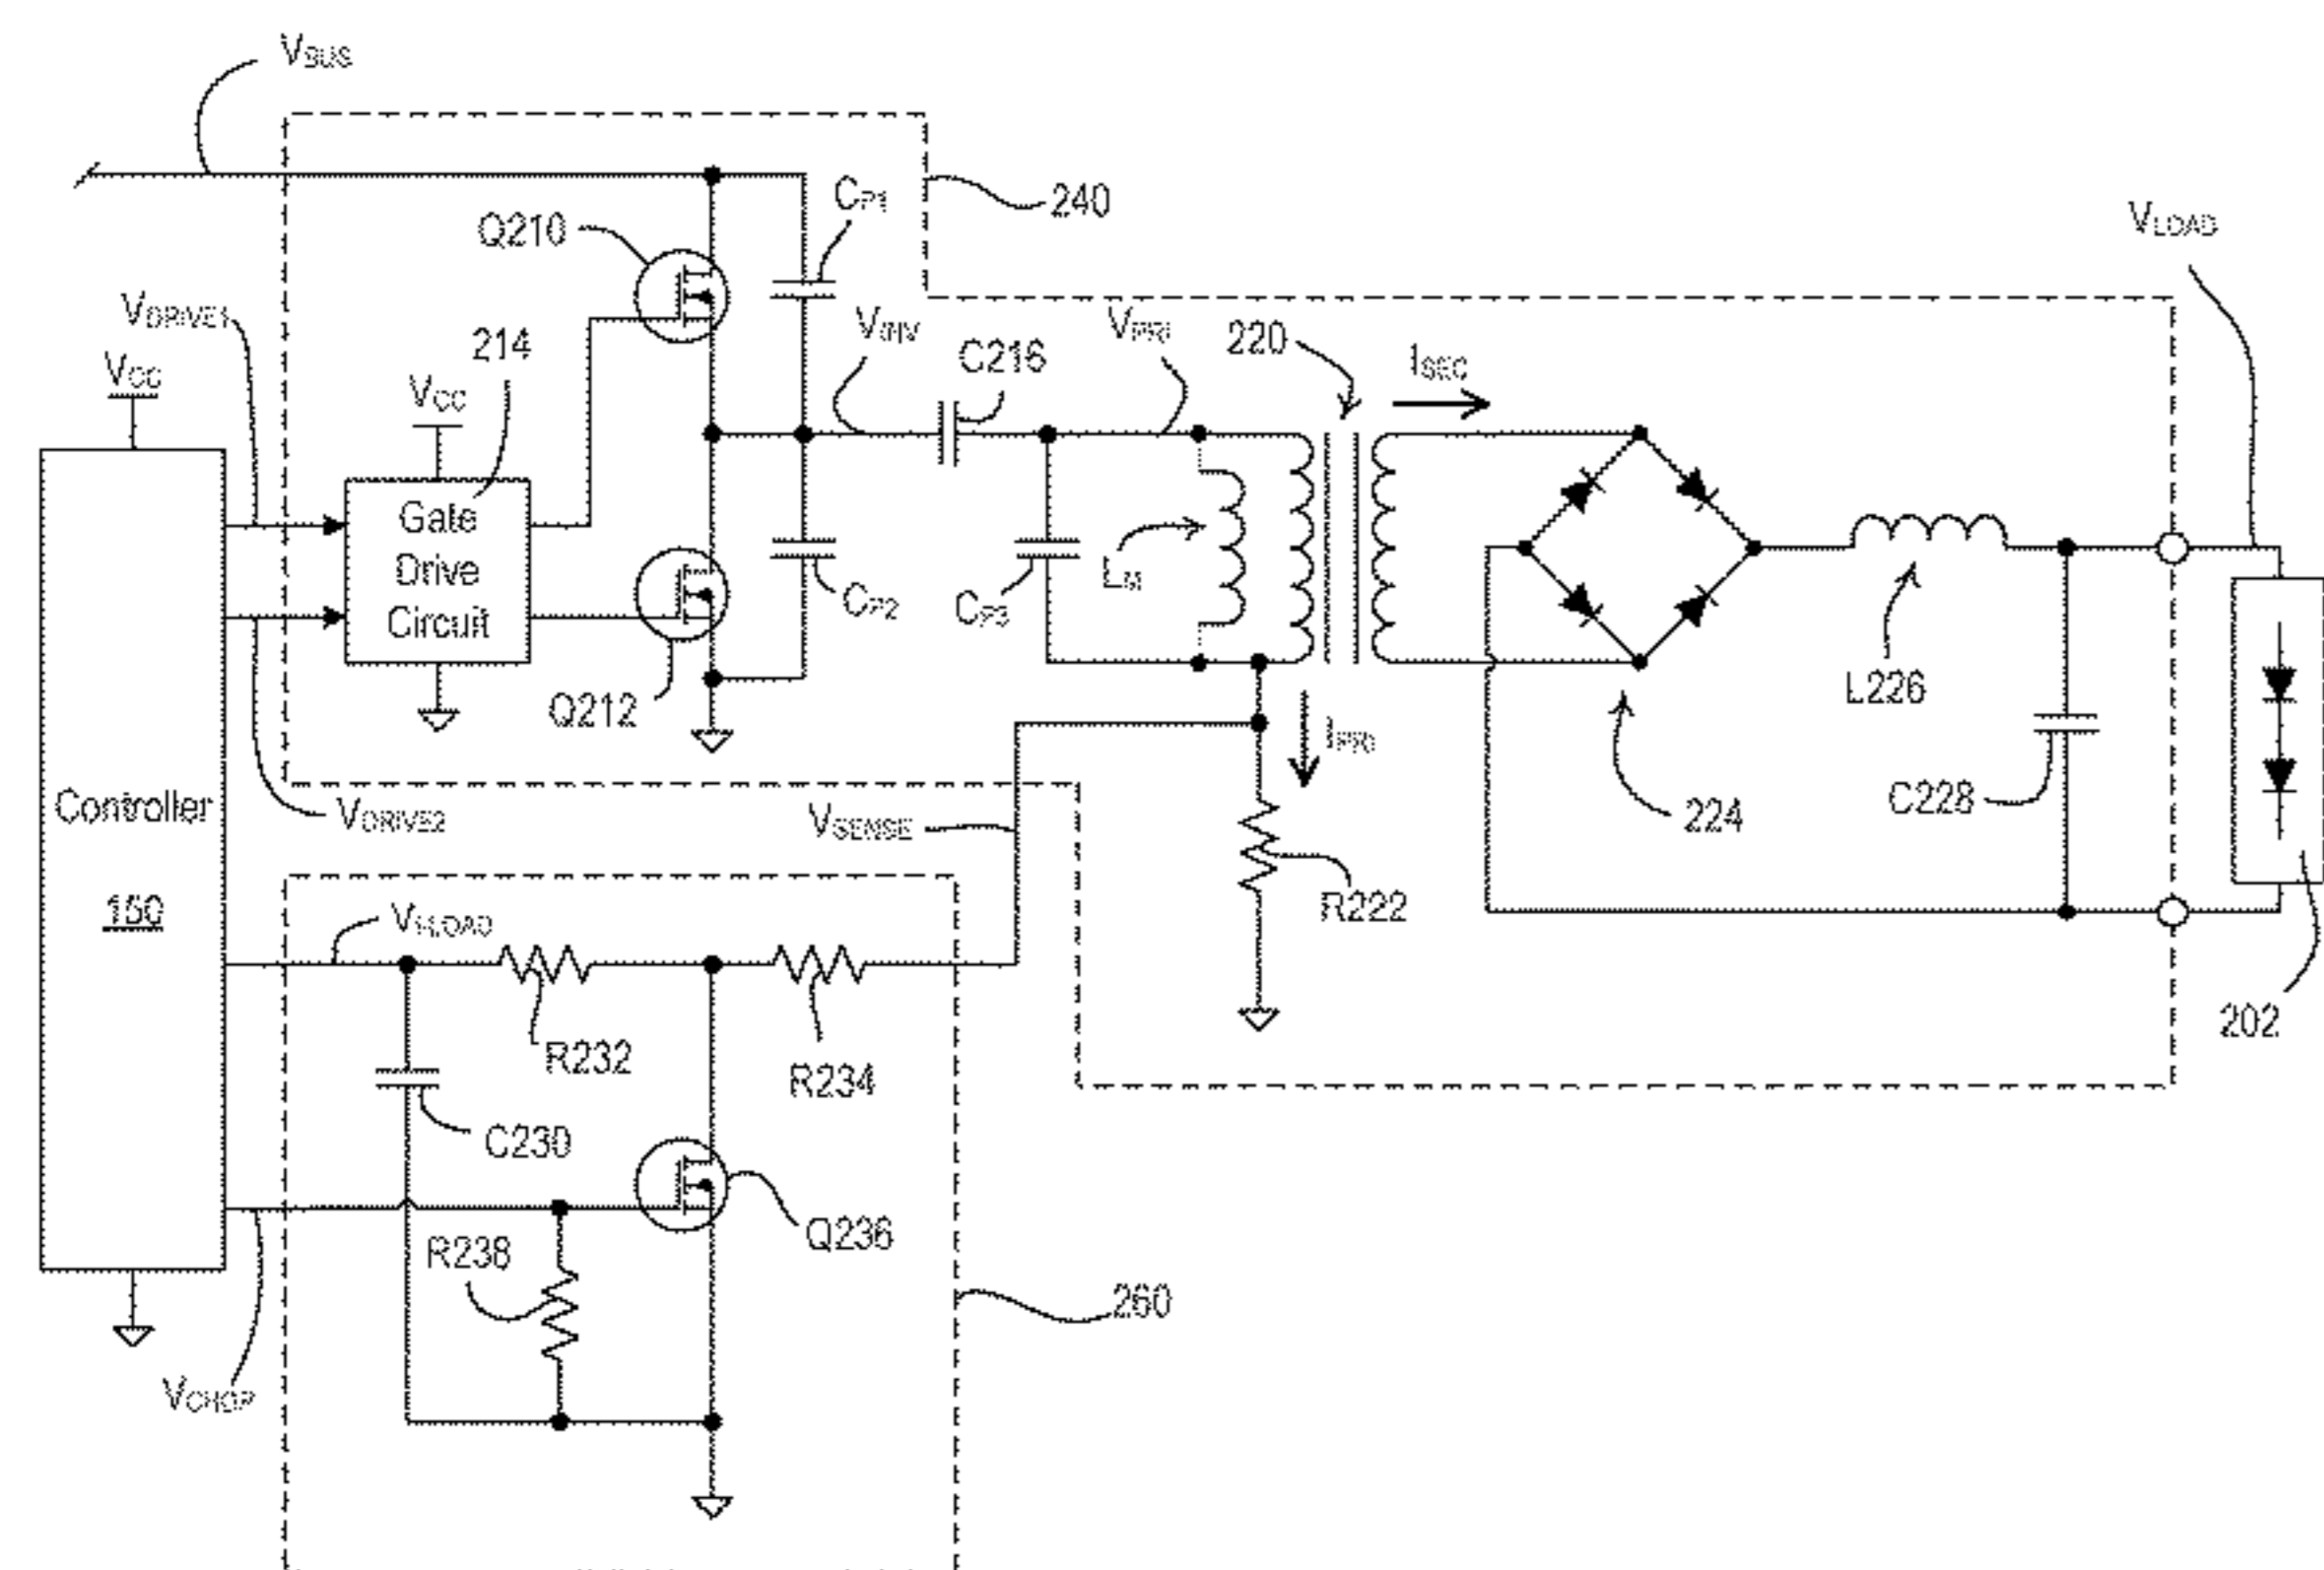 VBUS
CP1
240
Q210
VLOAD
VDRIVE1
214
VINV
VPRI
220
ISEC
C216
VCC
VCC
Gate
Drive
Circuit
LM
CP2
CP3
Q212
L226
IPRI
Controller
VDRIVE2
VSENSE
224
C228
150
VI-LOAD
R222
R232
R234
202
C230
Q236
R238
260
VCHOP